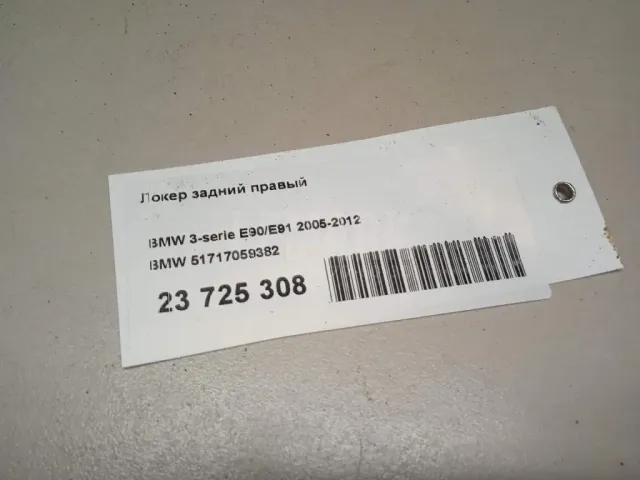 Локер задний правый
BMW 3-serie E90/E91 2005-2012
BMW 51717059382
23 725 308